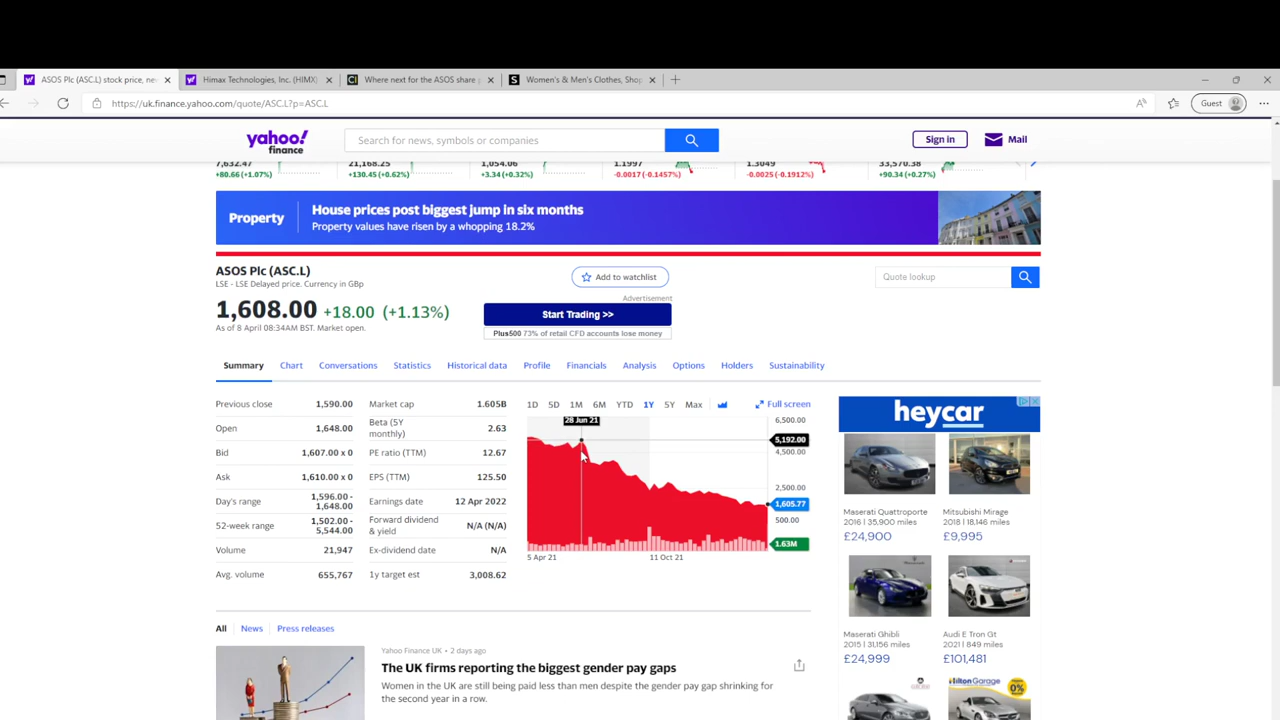 ASOS Plc (ASC.L) stock price, ne
Himax Technologies, Inc. (HIMX)
Where next for the ASOS share
Women's & Men's Clothes, Shop
https://uk.finance.yahoo.com/quote/ASC.L?p=ASC.L
Guest
yahoo!
finance
Search for news, symbols or companies
Sign in
Mail
7,632.47
21,168.25
1,054.06
1.1997
1.3049
33,570.38
+80.66 (+1.07%)
+130.45 (+0.62%)
+3.34 (+0.32%)
-0.0017 (-0.1457%)
-0.0025 (-0.1912%)
+90.34 (+0.27%)
Property
House prices post biggest jump in six months
Property values have risen by a whopping 18.2%
ASOS Plc (ASC.L)
LSE - LSE Delayed price. Currency in GBp
Add to watchlist
Quote lookup
1,608.00 +18.00 (+1.13%)
As of 8 April 08:34AM BST. Market open.
Advertisement
Start Trading >>
Plus500 73% of retail CFD accounts lose money
Summary
Chart
Conversations
Statistics
Historical data
Profile
Financials
Analysis
Options
Holders
Sustainability
Previous close 1,590.00
Open 1,648.00
Bid 1,607.00 x 0
Ask 1,610.00 x 0
Day's range 1,596.00 -
1,648.00
52-week range 1,502.00 -
5,544.00
Volume 21,947
Avg. volume 655,767
Market cap 1.605B
Beta (5Y
monthly) 2.63
PE ratio (TTM) 12.67
EPS (TTM) 125.50
Earnings date 12 Apr 2022
Forward dividend
& yield N/A (N/A)
Ex-dividend date N/A
1y target est 3,008.62
1D 5D 1M 6M YTD 1Y 5Y Max
Full screen
28 Jun 21
6,500.00
5,192.00
4,500.00
2,500.00
1,605.77
500.00
1.63M
5 Apr 21
11 Oct 21
heycar
Maserati Quattroporte
2016 | 35,900 miles
£24,900
Mitsubishi Mirage
2018 | 18,146 miles
£9,995
Maserati Ghibli
2015 | 31,156 miles
£24,999
Audi E Tron Gt
2021 | 849 miles
£101,481
Hilton Garage
0%
All
News
Press releases
Yahoo Finance UK • 2 days ago
The UK firms reporting the biggest gender pay gaps
Women in the UK are still being paid less than men despite the gender pay gap shrinking for
the second year in a row.